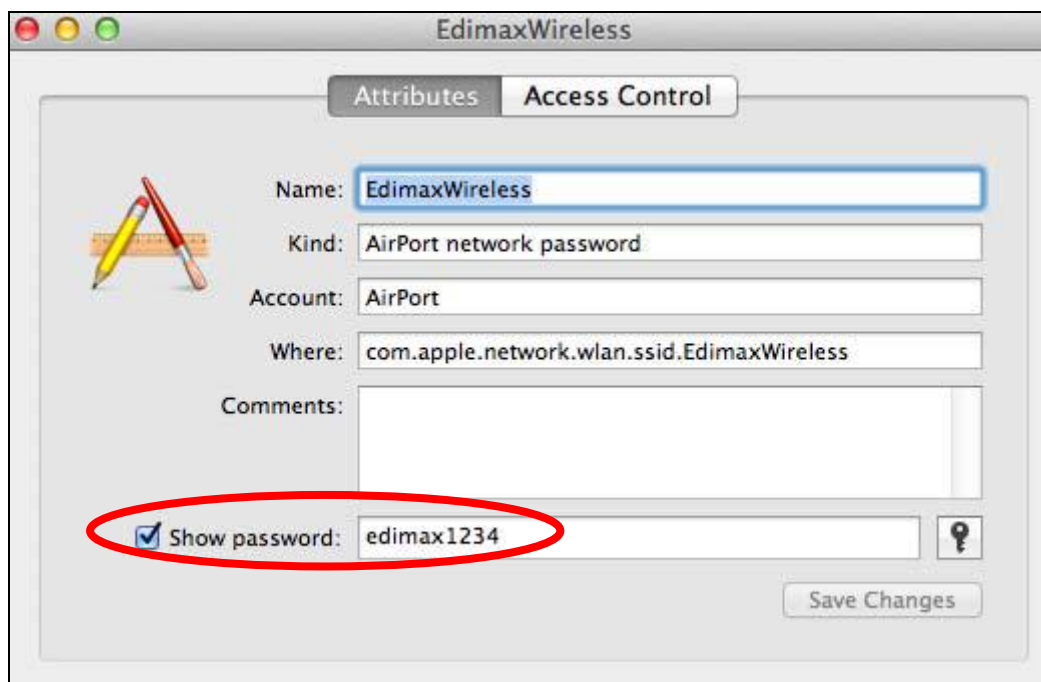 EdimaxWireless
Attributes Access Control
Name: EdimaxWireless
Kind: AirPort network password
Account: AirPort
Where: com.apple.network.wlan.ssid.EdimaxWireless
Comments:
Show password: edimax1234
Save Changes